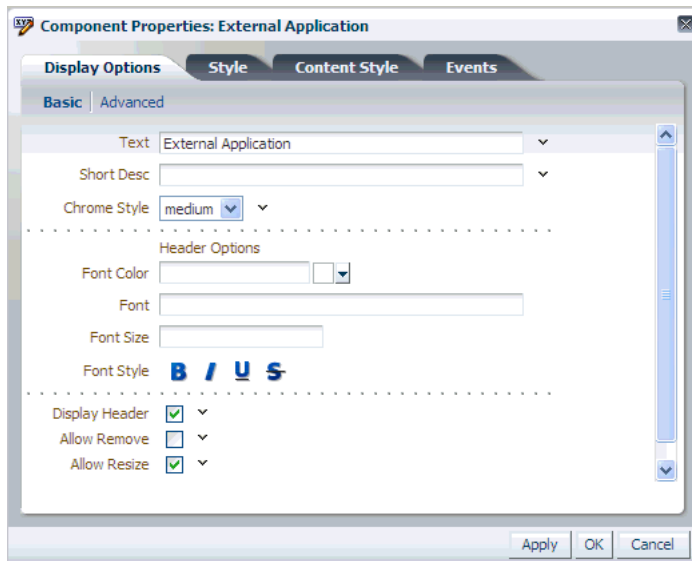 Component Properties: External Application
Display Options Style Content Style Events
Basic Advanced
Text External Application
Short Desc
Chrome Style medium
Header Options
Font Color
Font
Font Size
Font Style B I U S
Display Header
Allow Remove
Allow Resize
Apply OK Cancel